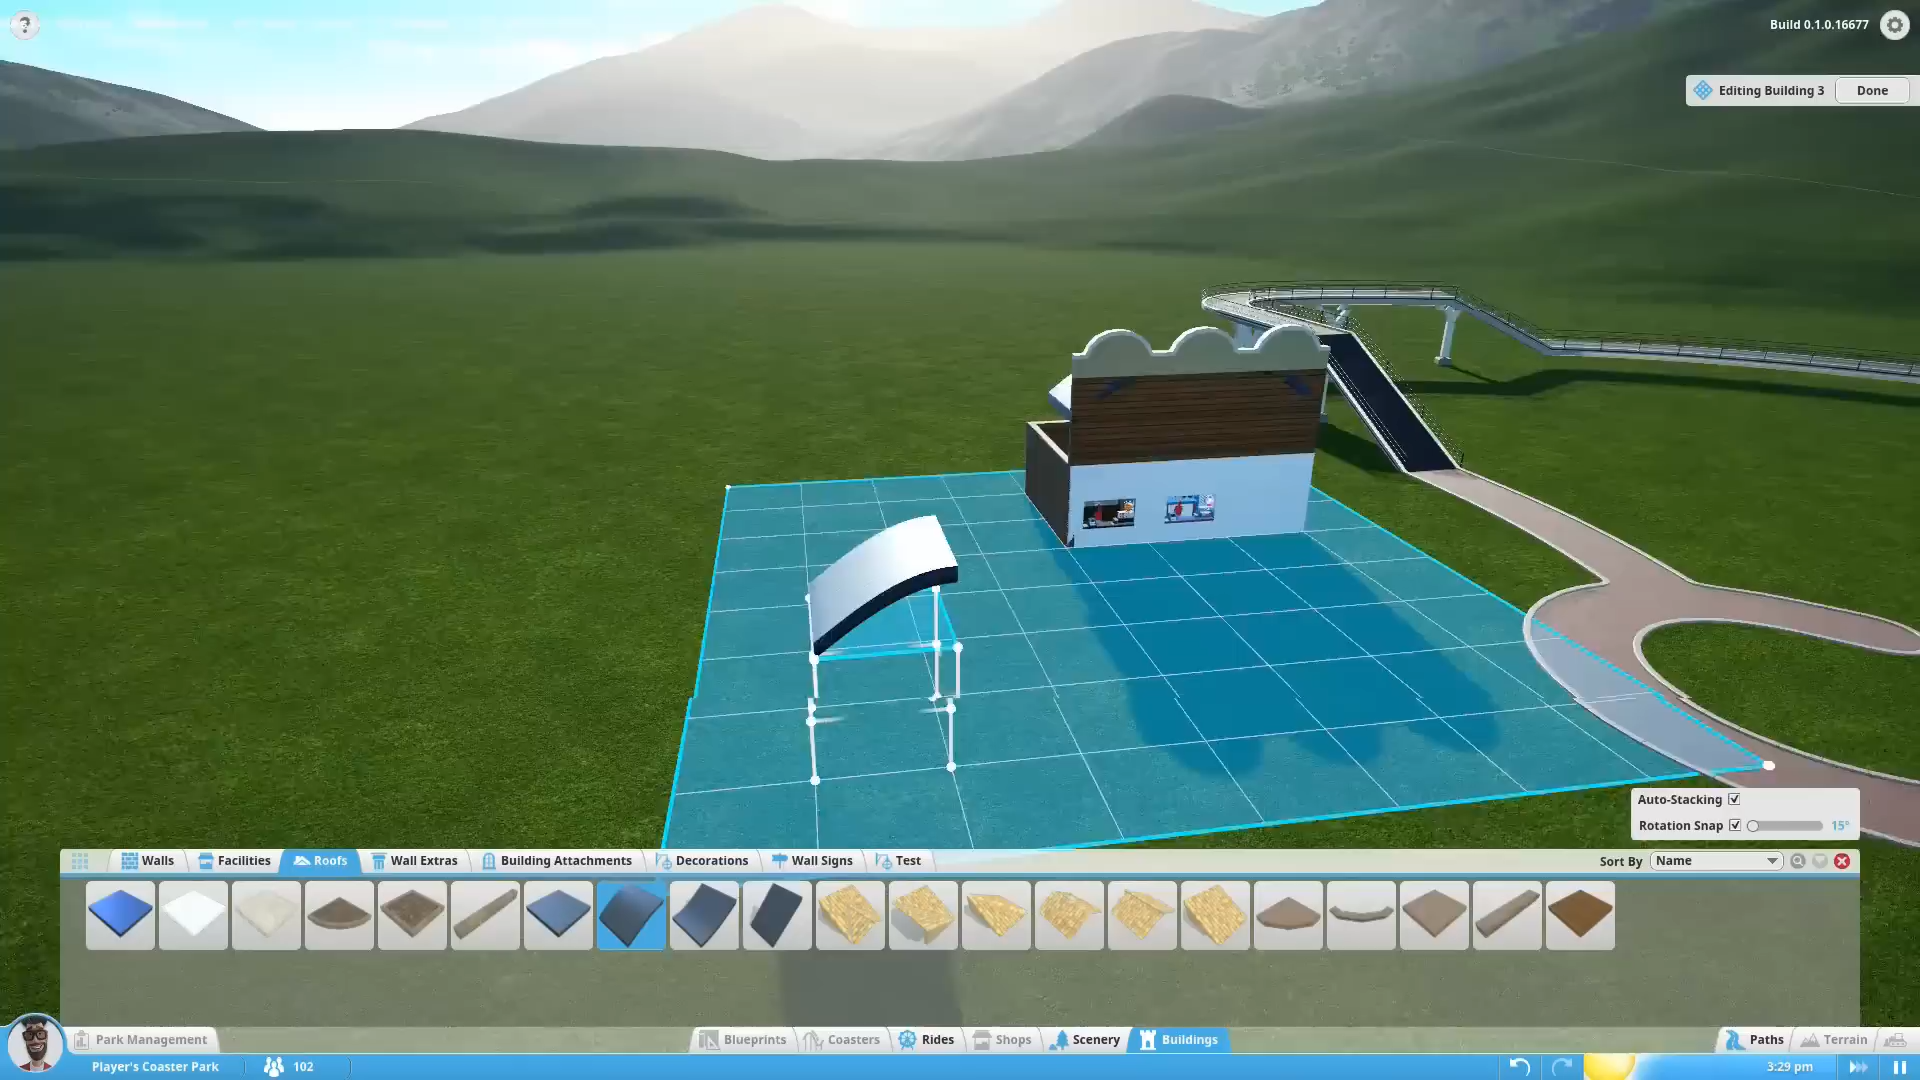 Build 0.1.0.16677
Editing Building 3 Done
Auto-Stacking
Rotation Snap 15°
Walls Facilities Roofs Wall Extras Building Attachments Decorations Wall Signs Test Sort By Name
Park Management Blueprints Coasters Rides Shops Scenery Buildings Paths Terrain
Player's Coaster Park 102 3:29 pm